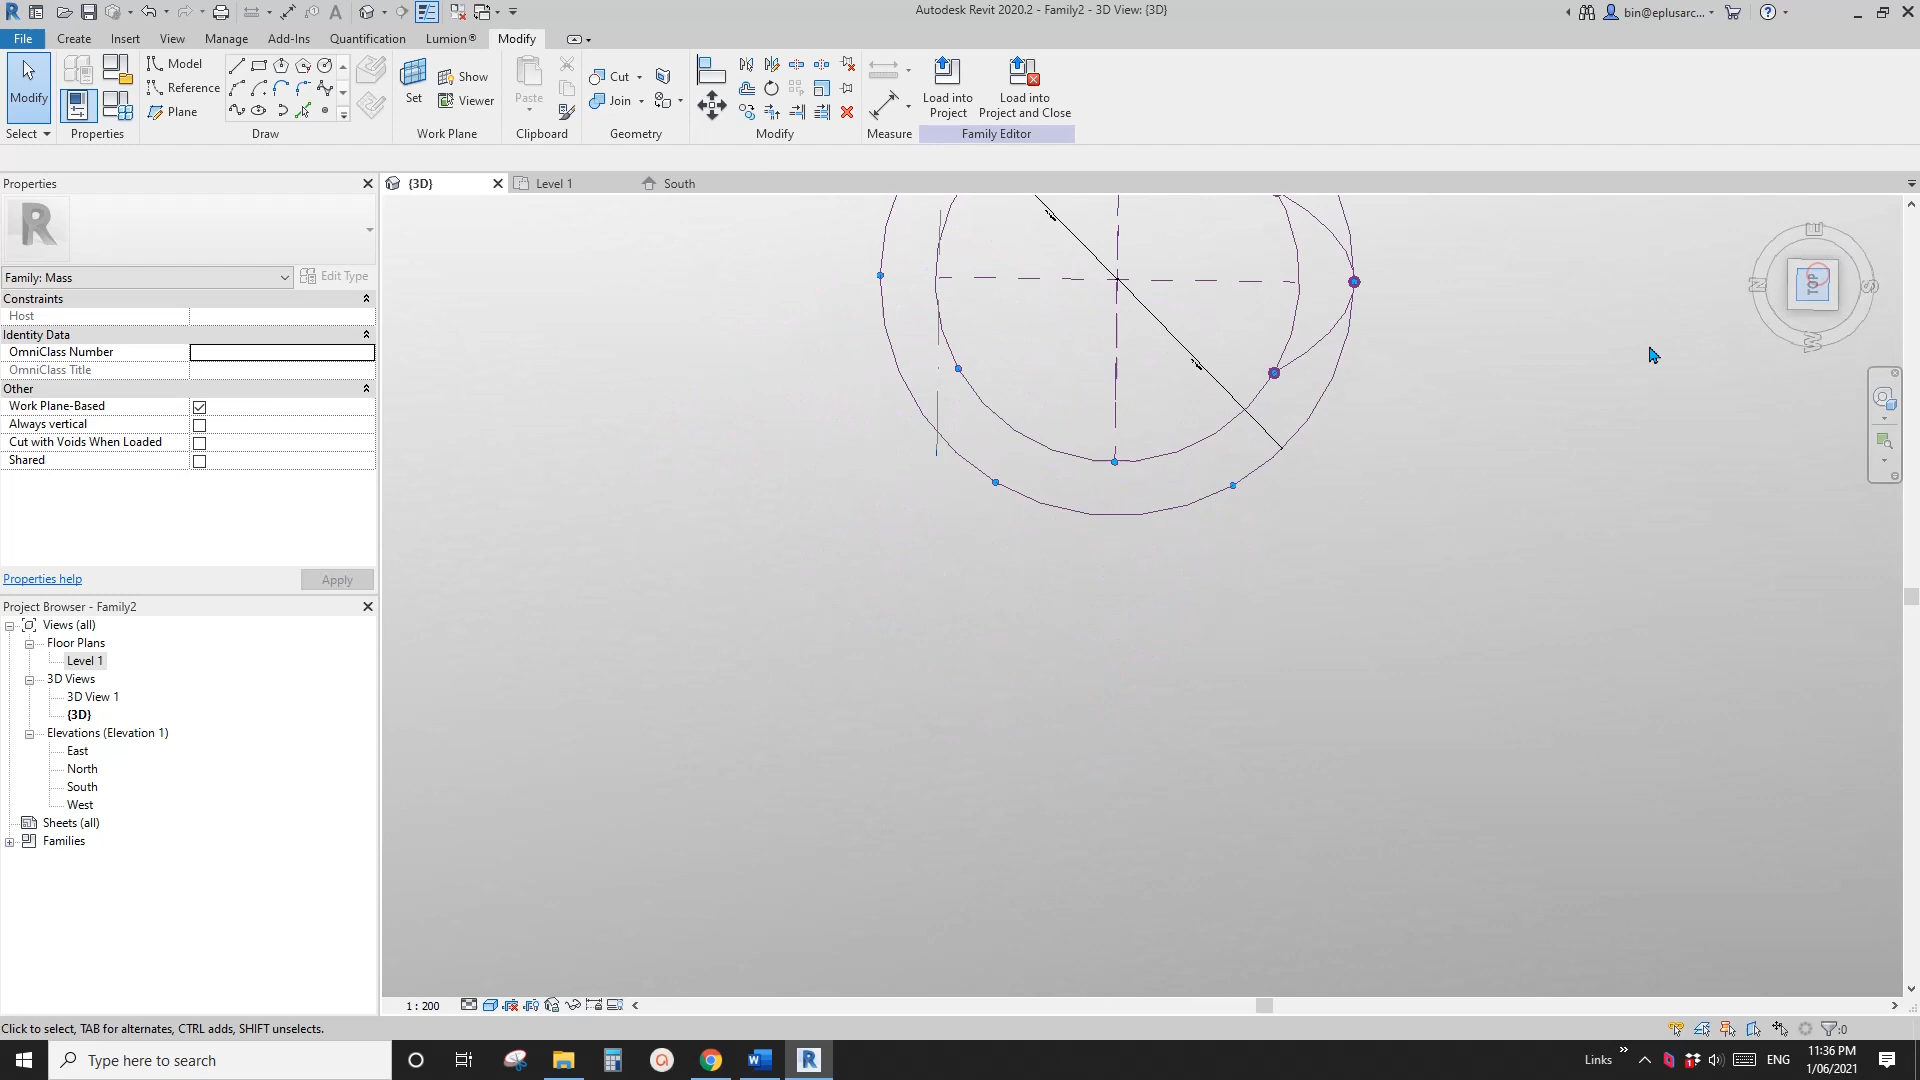 Autodesk Revit 2020.2 - Family2 - 3D View: {3D}
bin@eplusarc...
File
Create
Insert
View
Manage
Add-Ins
Quantification
Lumion®
Modify
Modify
Select
Properties
Model
Reference
Plane
Draw
Set
Show
Viewer
Work Plane
Paste
Clipboard
Cut
Join
Geometry
Modify
Measure
Load into
Project
Load into
Project and Close
Family Editor
Properties
{3D}
Level 1
South
Family: Mass
Edit Type
Constraints
Host
Identity Data
OmniClass Number
OmniClass Title
Other
Work Plane-Based
Always vertical
Cut with Voids When Loaded
Shared
Properties help
Apply
Project Browser - Family2
Views (all)
Floor Plans
Level 1
3D Views
3D View 1
{3D}
Elevations (Elevation 1)
East
North
South
West
Sheets (all)
Families
E
N
TOP
S
W
1 : 200
Click to select, TAB for alternates, CTRL adds, SHIFT unselects.
:0
Type here to search
Links
ENG
11:36 PM
1/06/2021